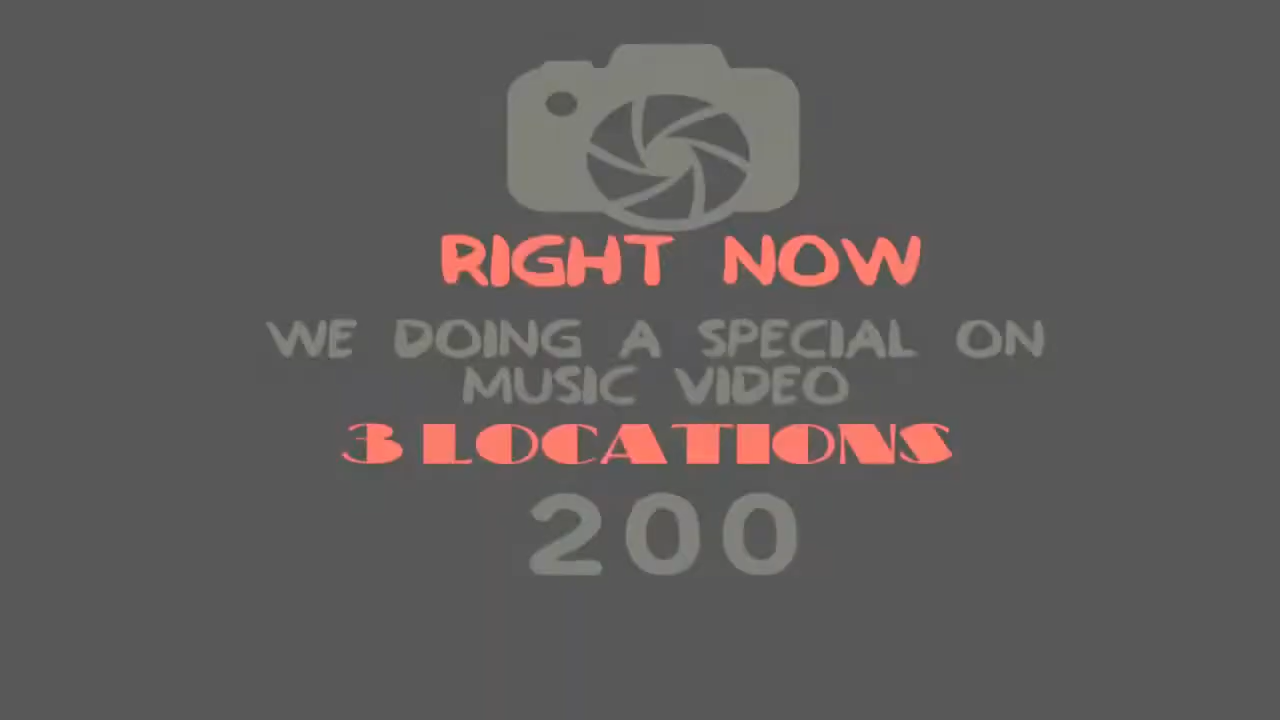 RIGHT NOW
WE DOING A SPECIAL ON
MUSIC VIDEO
3 LOCATIONS
200